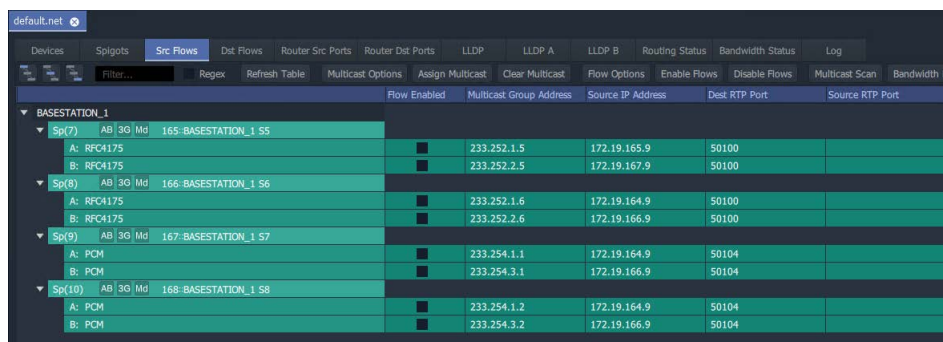 default.net
Devices Spigots Src Flows Dst Flows Router Src Ports Router Dst Ports LLDP LLDP A LLDP B Routing Status Bandwidth Status Log
Filter... Regex Refresh Table Multicast Options Assign Multicast Clear Multicast Flow Options Enable Flows Disable Flows Multicast Scan Bandwidth
Flow Enabled Multicast Group Address Source IP Address Dest RTP Port Source RTP Port
BASESTATION_1
Sp(7) AB 3G Md 165:BASESTATION_1 S5
A: RFC4175 233.252.1.5 172.19.165.9 50100
B: RFC4175 233.252.2.5 172.19.167.9 50100
Sp(8) AB 3G Md 166:BASESTATION_1 S6
A: RFC4175 233.252.1.6 172.19.164.9 50100
B: RFC4175 233.252.2.6 172.19.166.9 50100
Sp(9) AB 3G Md 167:BASESTATION_1 S7
A: PCM 233.254.1.1 172.19.164.9 50104
B: PCM 233.254.3.1 172.19.166.9 50104
Sp(10) AB 3G Md 168:BASESTATION_1 S8
A: PCM 233.254.1.2 172.19.164.9 50104
B: PCM 233.254.3.2 172.19.166.9 50104